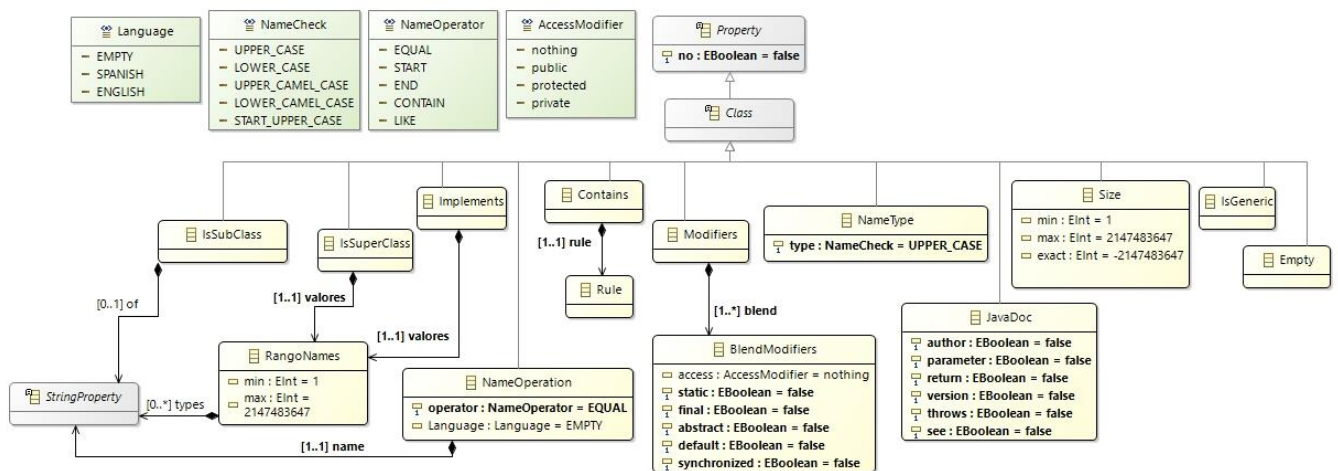 Language
EMPTY
SPANISH
ENGLISH
NameCheck
UPPER_CASE
LOWER_CASE
UPPER_CAMEL_CASE
LOWER_CAMEL_CASE
START_UPPER_CASE
NameOperator
EQUAL
START
END
CONTAIN
LIKE
AccessModifier
nothing
public
protected
private
Property
no : EBoolean = false
Class
IsSubClass
IsSuperClass
Implements
Contains
Modifiers
NameType
type : NameCheck = UPPER_CASE
Size
min : EInt = 1
max : EInt = 2147483647
exact : EInt = -2147483647
IsGeneric
Empty
[0..1] of
[1..1] valores
[1..1] valores
[1..1] rule
Rule
[1..*] blend
RangoNames
min : EInt = 1
max : EInt =
2147483647
StringProperty
[0..*] types
NameOperation
operator : NameOperator = EQUAL
Language : Language = EMPTY
[1..1] name
BlendModifiers
access : AccessModifier = nothing
static : EBoolean = false
final : EBoolean = false
abstract : EBoolean = false
default : EBoolean = false
synchronized : EBoolean = false
JavaDoc
author : EBoolean = false
parameter : EBoolean = false
return : EBoolean = false
version : EBoolean = false
throws : EBoolean = false
see : EBoolean = false